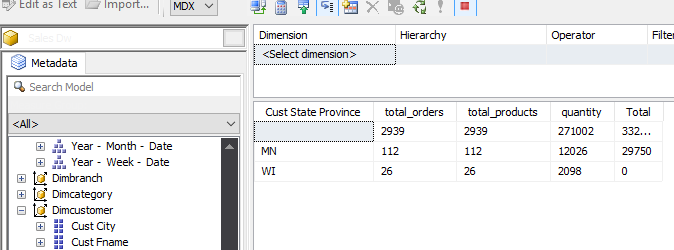 Edit as Text
Import...
MDX
Metadata
Search Model
<All>
Year - Month - Date
Year - Week - Date
Dimbranch
Dimcategory
Dimcustomer
Cust City
Cust Fname
Dimension Hierarchy Operator Filte
<Select dimension>
Cust State Province total_orders total_products quantity Total
2939 2939 271002 332...
MN 112 112 12026 29750
WI 26 26 2098 0